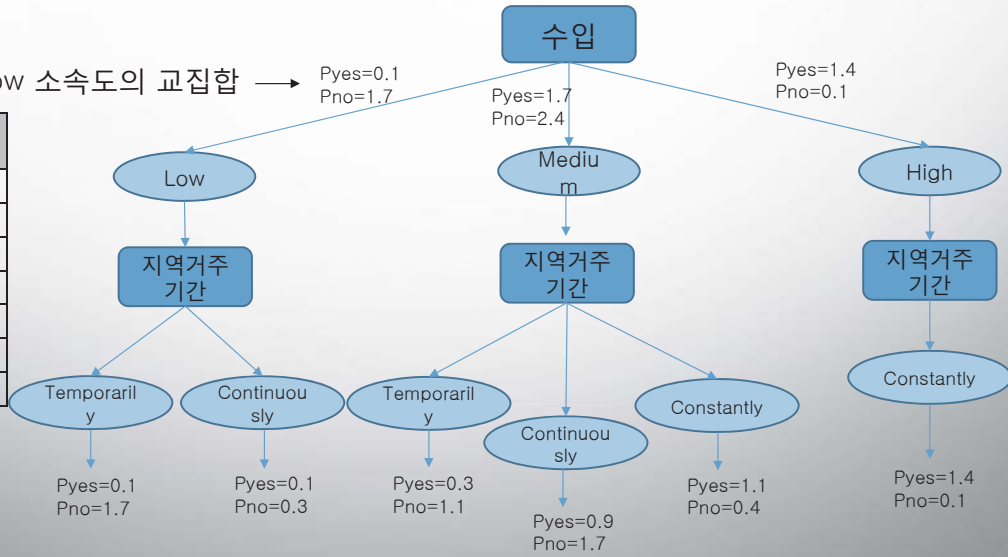 수입
ow 소속도의 교집합
Pyes=0.1
Pno=1.7
Pyes=1.7
Pno=2.4
Pyes=1.4
Pno=0.1
Low
Mediu
m
High
지역거주
기간
지역거주
기간
지역거주
기간
Temporaril
y
Continuou
sly
Temporaril
y
Continuou
sly
Constantly
Constantly
Pyes=0.1
Pno=1.7
Pyes=0.1
Pno=0.3
Pyes=0.3
Pno=1.1
Pyes=0.9
Pno=1.7
Pyes=1.1
Pno=0.4
Pyes=1.4
Pno=0.1